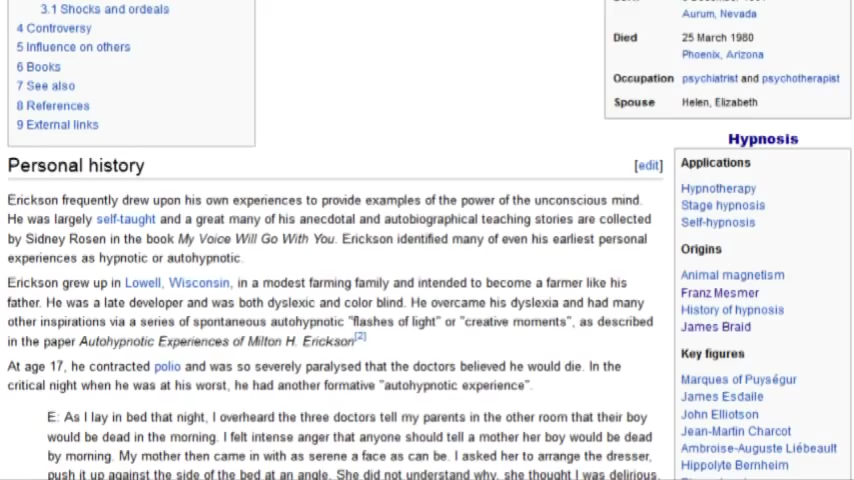 3.1 Shocks and ordeals
4 Controversy
5 Influence on others
6 Books
7 See also
8 References
9 External links
Aurum, Nevada
Died 25 March 1980
Phoenix, Arizona
Occupation psychiatrist and psychotherapist
Spouse Helen, Elizabeth
Personal history [edit]
Erickson frequently drew upon his own experiences to provide examples of the power of the unconscious mind.
He was largely self-taught and a great many of his anecdotal and autobiographical teaching stories are collected
by Sidney Rosen in the book My Voice Will Go With You. Erickson identified many of even his earliest personal
experiences as hypnotic or autohypnotic.
Erickson grew up in Lowell, Wisconsin, in a modest farming family and intended to become a farmer like his
father. He was a late developer and was both dyslexic and color blind. He overcame his dyslexia and had many
other inspirations via a series of spontaneous autohypnotic "flashes of light" or "creative moments", as described
in the paper Autohypnotic Experiences of Milton H. Erickson[2]
At age 17, he contracted polio and was so severely paralysed that the doctors believed he would die. In the
critical night when he was at his worst, he had another formative "autohypnotic experience".
E: As I lay in bed that night, I overheard the three doctors tell my parents in the other room that their boy
would be dead in the morning. I felt intense anger that anyone should tell a mother her boy would be dead
by morning. My mother then came in with as serene a face as can be. I asked her to arrange the dresser,
push it up against the side of the bed at an angle. She did not understand why, she thought I was delirious.
Hypnosis
Applications
Hypnotherapy
Stage hypnosis
Self-hypnosis
Origins
Animal magnetism
Franz Mesmer
History of hypnosis
James Braid
Key figures
Marques of Puységur
James Esdaile
John Elliotson
Jean-Martin Charcot
Ambroise-Auguste Liébeault
Hippolyte Bernheim